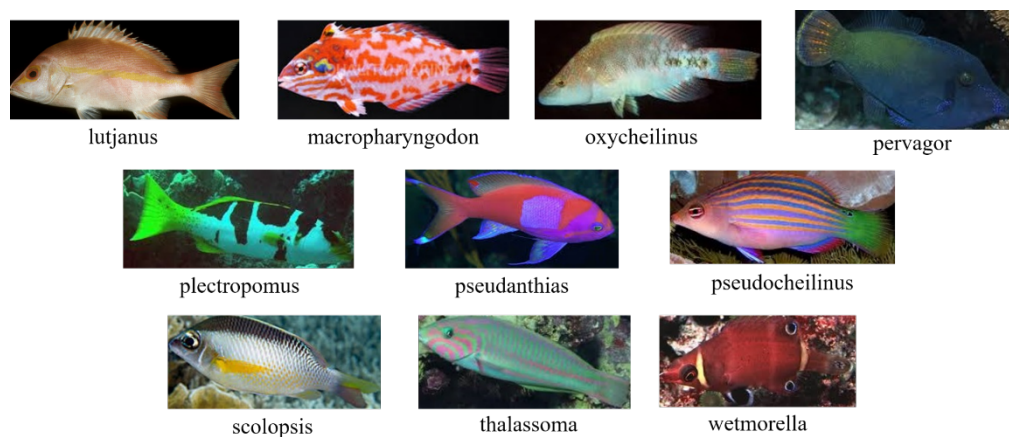 lutjanus
macropharyngodon
oxycheilinus
pervagor
plectropomus
pseudanthias
pseudocheilinus
scolopsis
thalassoma
wetmorella